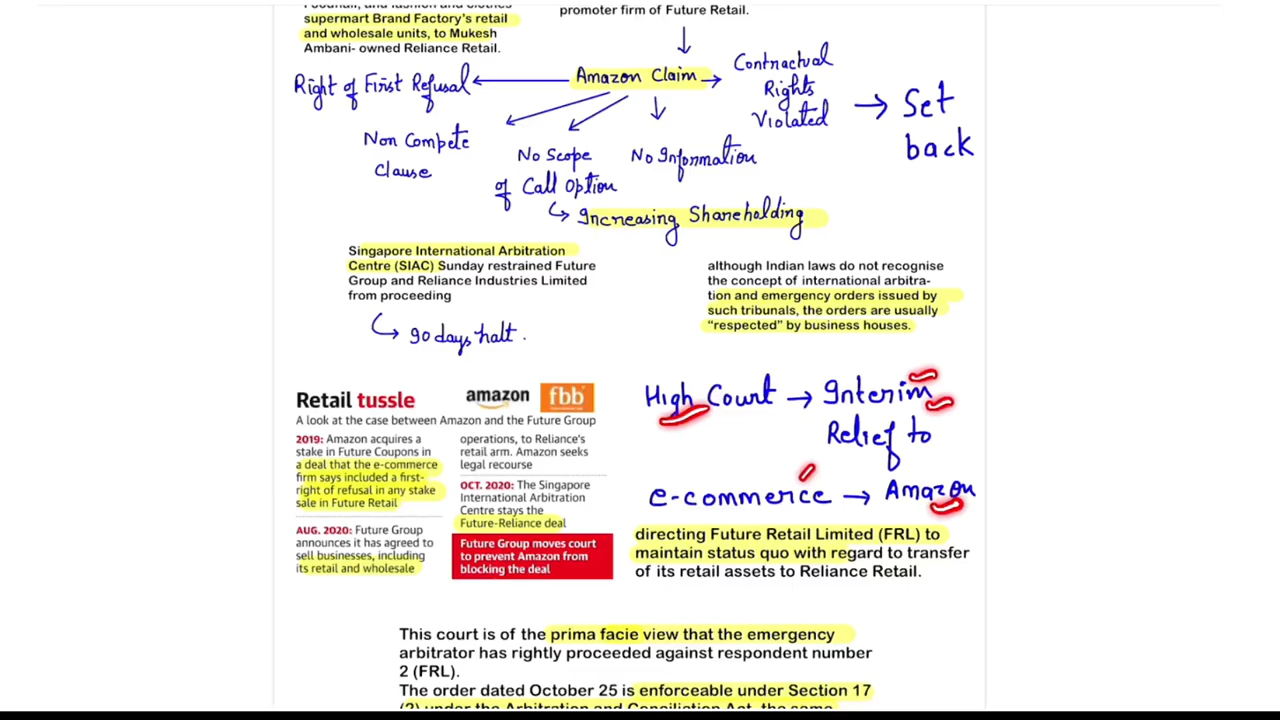 supermart Brand Factory's retail
and wholesale units, to Mukesh
Ambani- owned Reliance Retail.
promoter firm of Future Retail.
Amazon Claim
Right of First Refusal
Non Compete
Clause
No Scope
of Call Option
Increasing Shareholding
No Information
Contractual
Rights
Violated
Set
back
Singapore International Arbitration
Centre (SIAC) Sunday restrained Future
Group and Reliance Industries Limited
from proceeding
90 days halt.
although Indian laws do not recognise
the concept of international arbitra-
tion and emergency orders issued by
such tribunals, the orders are usually
"respected" by business houses.
Retail tussle
amazon
fbb
A look at the case between Amazon and the Future Group
2019: Amazon acquires a
stake in Future Coupons in
a deal that the e-commerce
firm says included a first-
right of refusal in any stake
sale in Future Retail
AUG. 2020: Future Group
announces it has agreed to
sell businesses, including
its retail and wholesale
operations, to Reliance's
retail arm. Amazon seeks
legal recourse
OCT. 2020: The Singapore
International Arbitration
Centre stays the
Future-Reliance deal
Future Group moves court
to prevent Amazon from
blocking the deal
High Court → Interim
Relief to
e-commerce → Amazon
directing Future Retail Limited (FRL) to
maintain status quo with regard to transfer
of its retail assets to Reliance Retail.
This court is of the prima facie view that the emergency
arbitrator has rightly proceeded against respondent number
2 (FRL).
The order dated October 25 is enforceable under Section 17
(2) under the Arbitration and Conciliation Act, the same